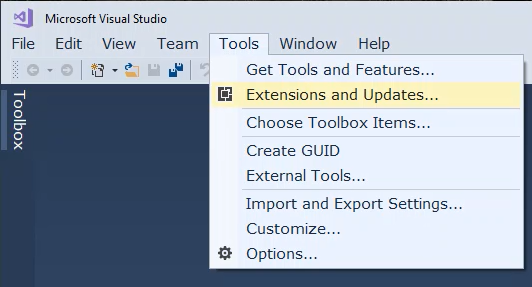 Microsoft Visual Studio
File Edit View Team Tools Window Help
Toolbox
Get Tools and Features...
Extensions and Updates...
Choose Toolbox Items...
Create GUID
External Tools...
Import and Export Settings...
Customize...
Options...